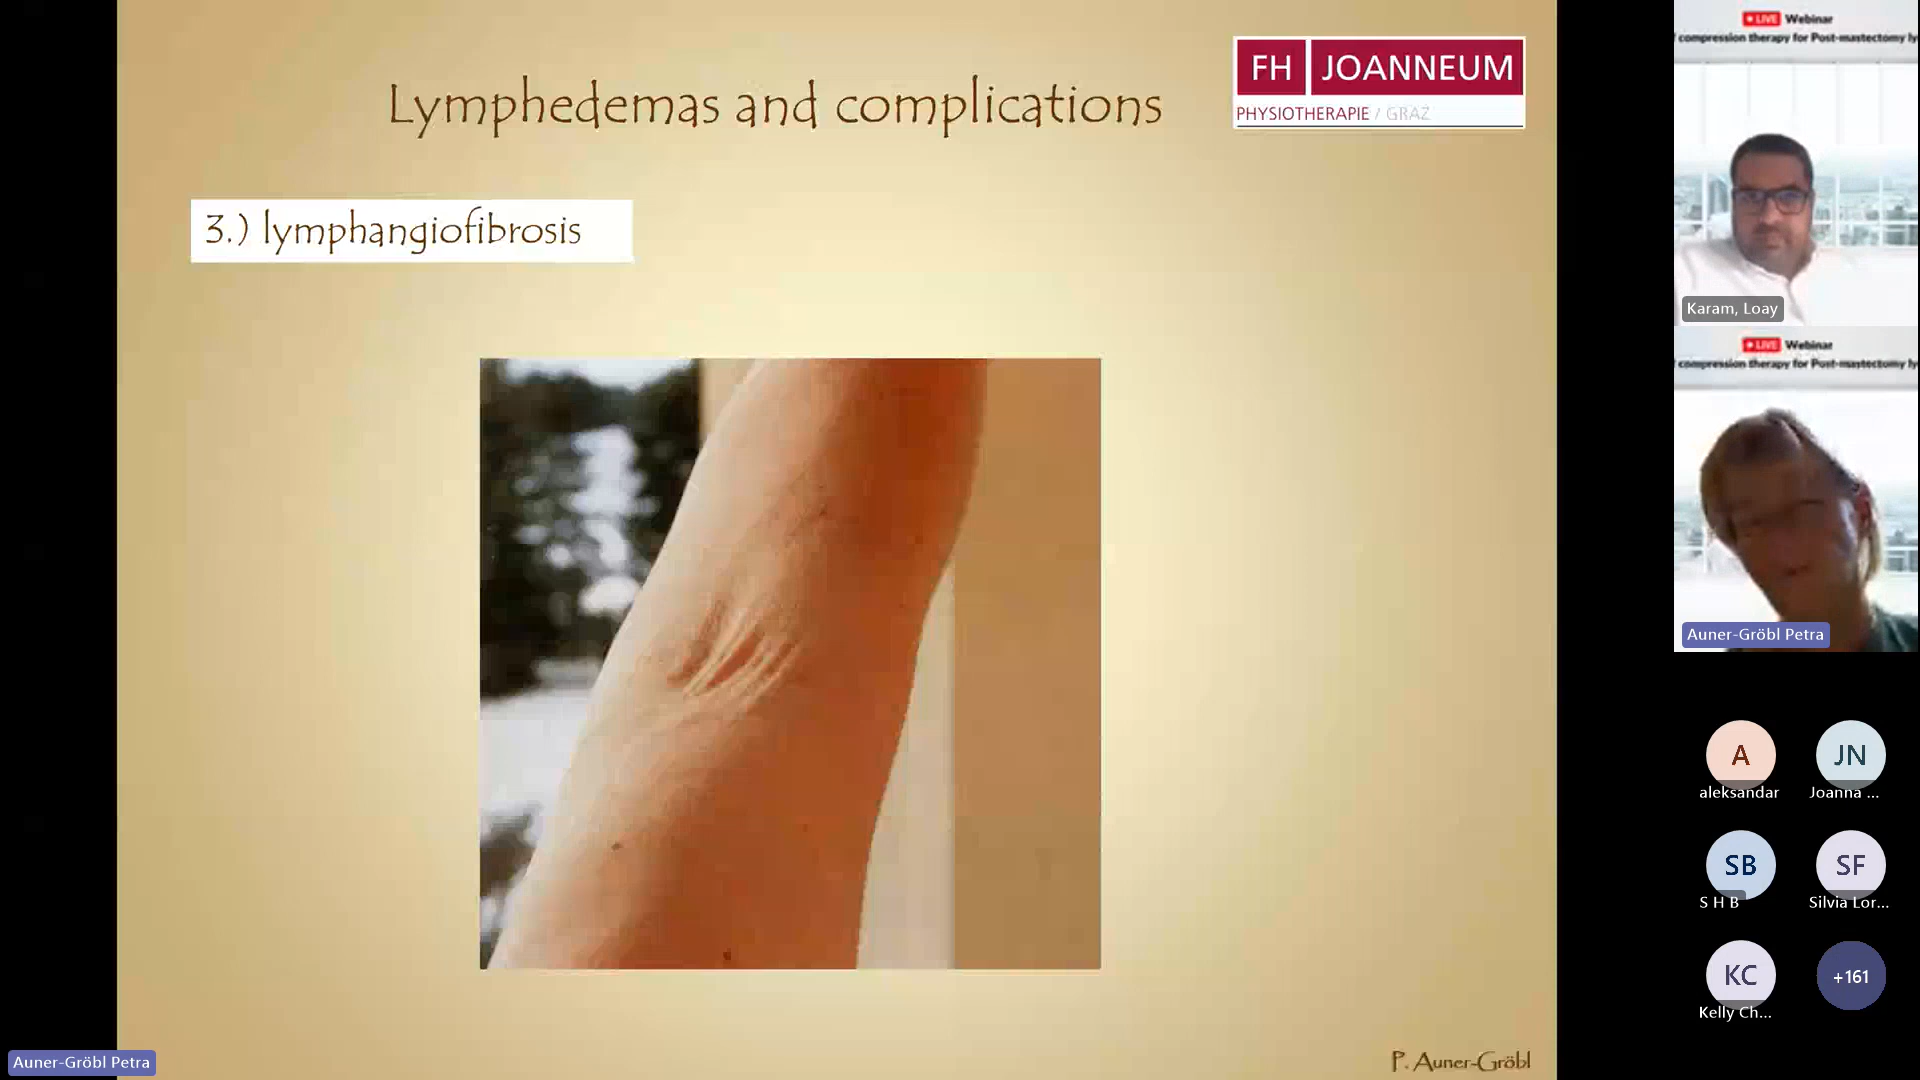 Lymphedemas and complications
FH JOANNEUM
PHYSIOTHERAPIE / GRAZ
3.) lymphangiofibrosis
P. Auner-Gröbl
Auner-Gröbl Petra
LIVE Webinar
compression therapy for Post-mastectomy ly
Karam, Loay
LIVE Webinar
compression therapy for Post-mastectomy ly
Auner-Gröbl Petra
A
aleksandar
JN
Joanna ...
SB
S H B
SF
Silvia Lor...
KC
Kelly Ch...
+161